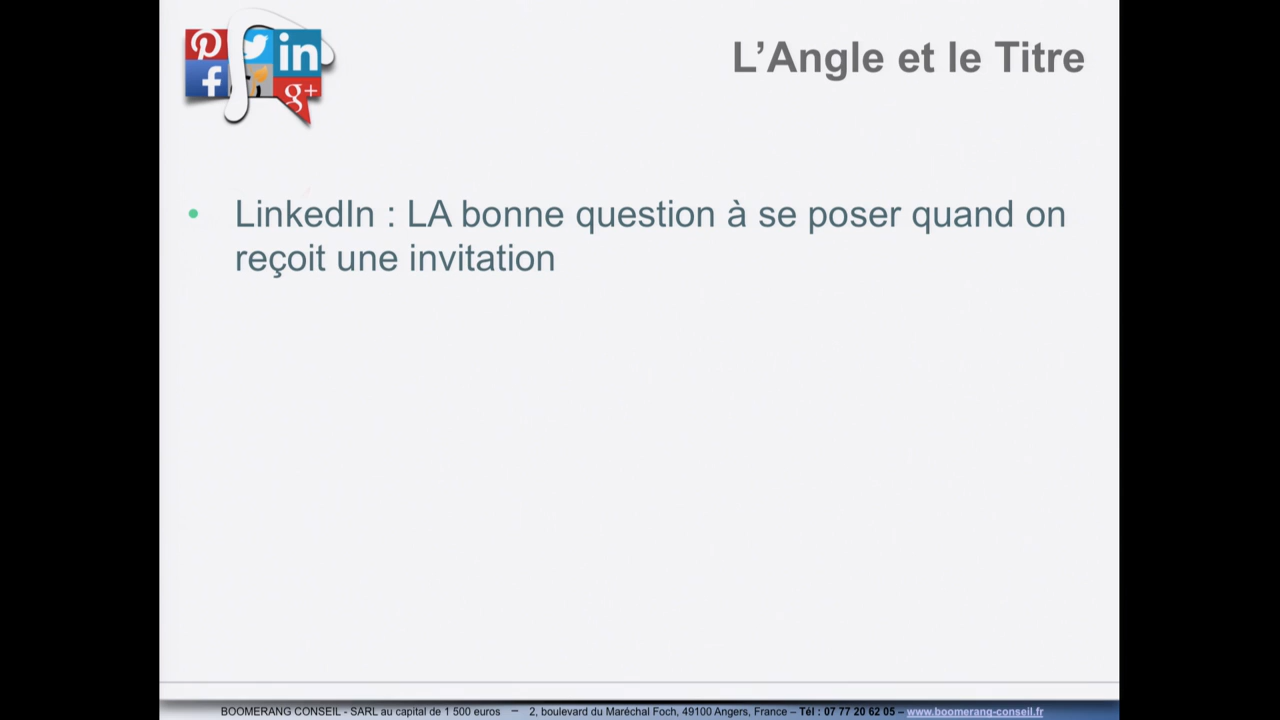 L’Angle et le Titre
• LinkedIn : LA bonne question à se poser quand on
reçoit une invitation
BOOMERANG CONSEIL - SARL au capital de 1 500 euros – 2, boulevard du Maréchal Foch, 49100 Angers, France – Tél : 07 77 20 62 05 – www.boomerang-conseil.fr
in
f
g+